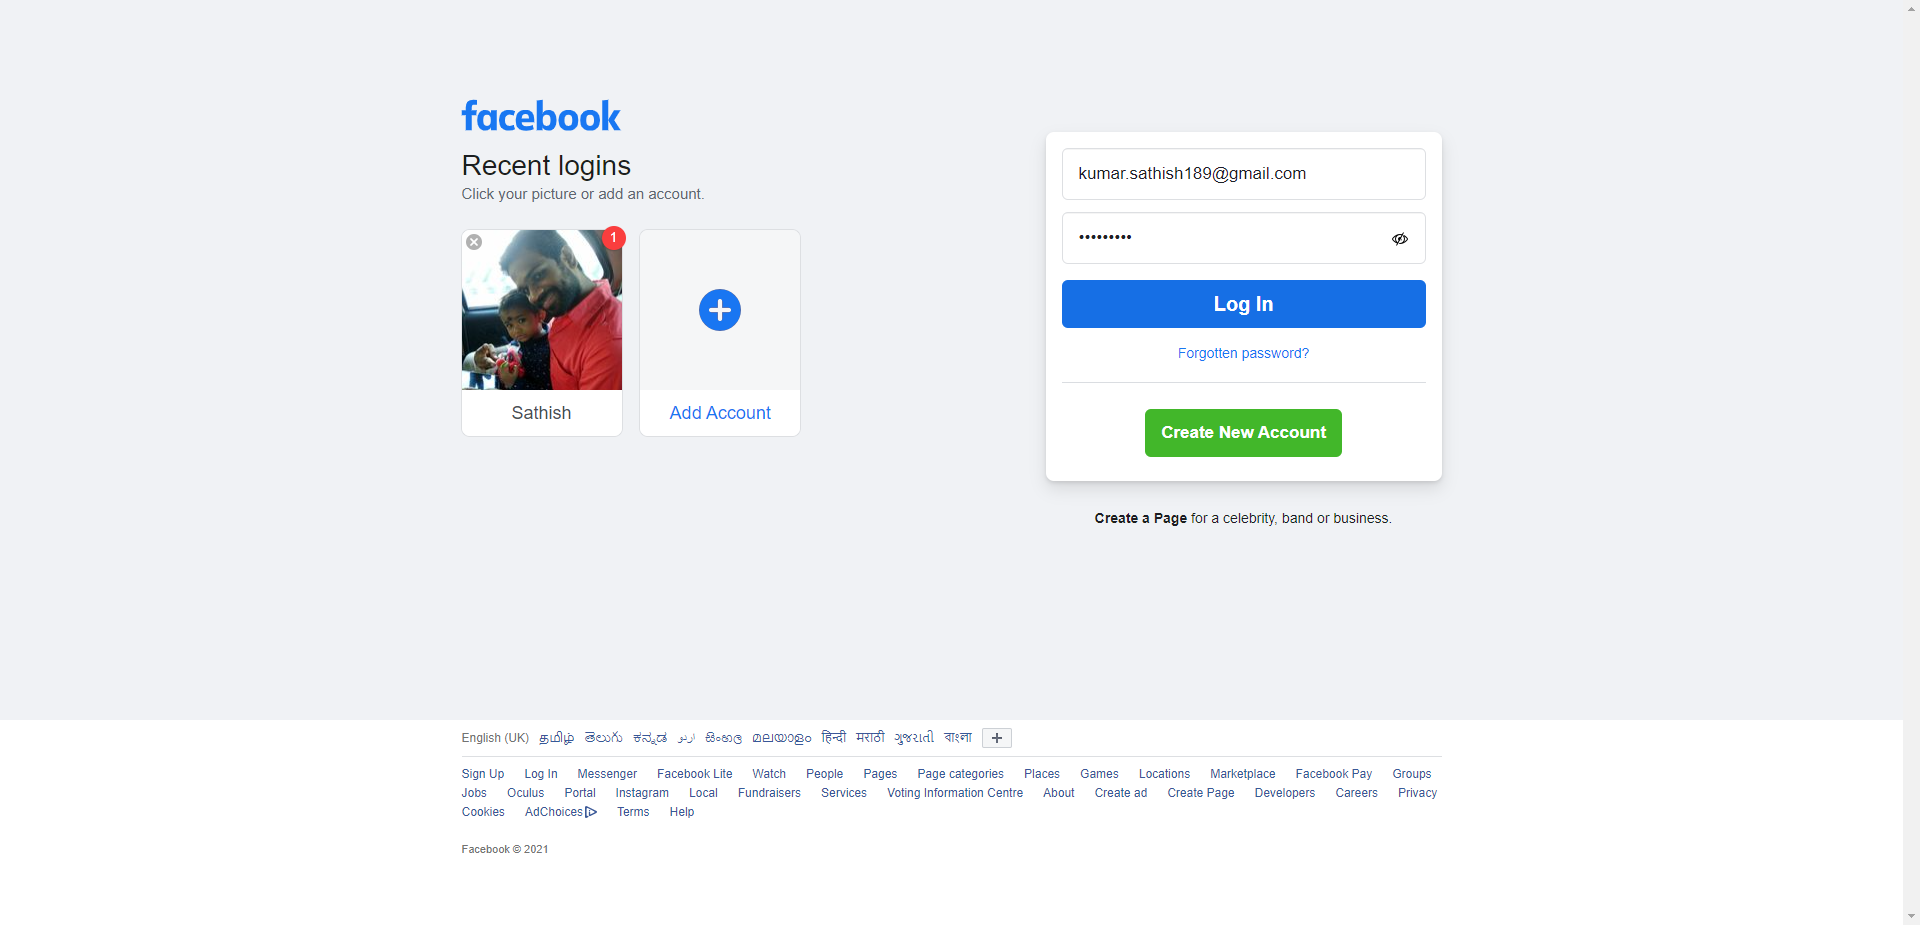 facebook
Recent logins
Click your picture or add an account.
1
Sathish
Add Account
kumar.sathish189@gmail.com
•••••••••
Log In
Forgotten password?
Create New Account
Create a Page for a celebrity, band or business.
English (UK) தமிழ் తెలుగు ಕನ್ನಡ اردو සිංහල മലയാളം हिन्दी मराठी ગુજરાતી বাংলা
Sign Up Log In Messenger Facebook Lite Watch People Pages Page categories Places Games Locations Marketplace Facebook Pay Groups
Jobs Oculus Portal Instagram Local Fundraisers Services Voting Information Centre About Create ad Create Page Developers Careers Privacy
Cookies AdChoices Terms Help
Facebook © 2021